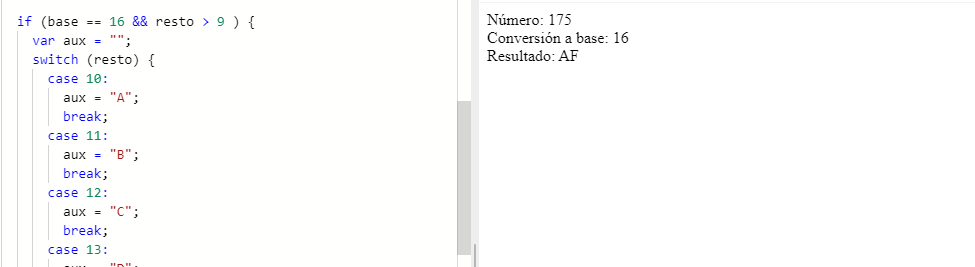 if (base == 16 && resto > 9 ) {
var aux = "";
switch (resto) {
case 10:
aux = "A";
break;
case 11:
aux = "B";
break;
case 12:
aux = "C";
break;
case 13:
Número: 175
Conversión a base: 16
Resultado: AF